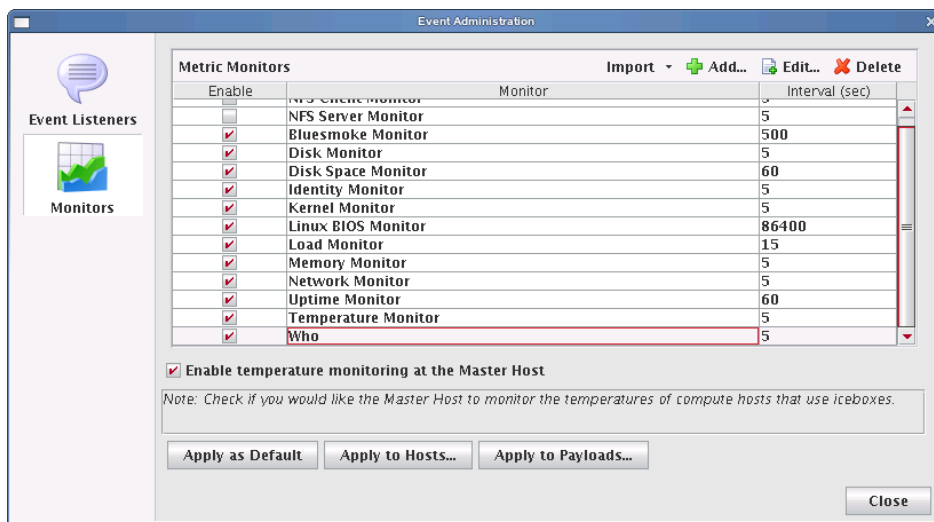 Event Administration
Event Listeners
Monitors
Metric Monitors Import Add... Edit... Delete
Enable Monitor Interval (sec)
NFS Client Monitor 5
NFS Server Monitor 5
Bluesmoke Monitor 500
Disk Monitor 5
Disk Space Monitor 60
Identity Monitor 5
Kernel Monitor 5
Linux BIOS Monitor 86400
Load Monitor 15
Memory Monitor 5
Network Monitor 5
Uptime Monitor 60
Temperature Monitor 5
Who 5
Enable temperature monitoring at the Master Host
Note: Check if you would like the Master Host to monitor the temperatures of compute hosts that use iceboxes.
Apply as Default Apply to Hosts... Apply to Payloads...
Close